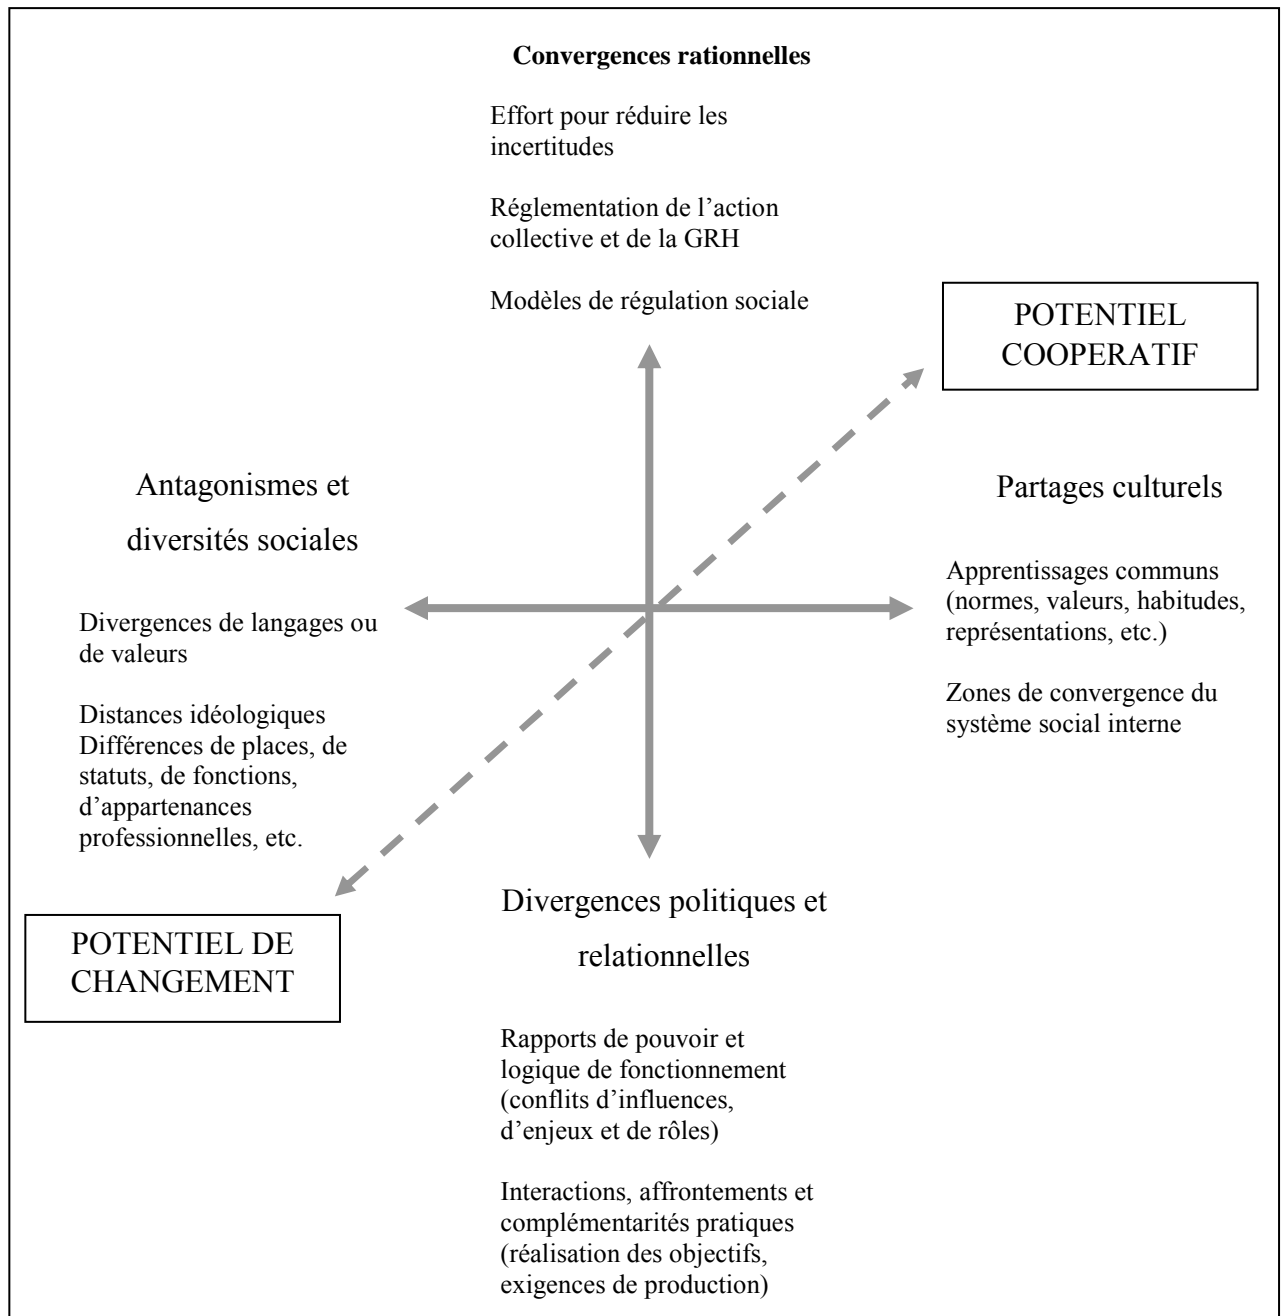 Convergences rationnelles
Effort pour réduire les
incertitudes
Réglementation de l’action
collective et de la GRH
Modèles de régulation sociale
POTENTIEL
COOPERATIF
Antagonismes et
diversités sociales
Divergences de langages ou
de valeurs
Distances idéologiques
Différences de places, de
statuts, de fonctions,
d’appartenances
professionnelles, etc.
Partages culturels
Apprentissages communs
(normes, valeurs, habitudes,
représentations, etc.)
Zones de convergence du
système social interne
POTENTIEL DE
CHANGEMENT
Divergences politiques et
relationnelles
Rapports de pouvoir et
logique de fonctionnement
(conflits d’influences,
d’enjeux et de rôles)
Interactions, affrontements et
complémentarités pratiques
(réalisation des objectifs,
exigences de production)